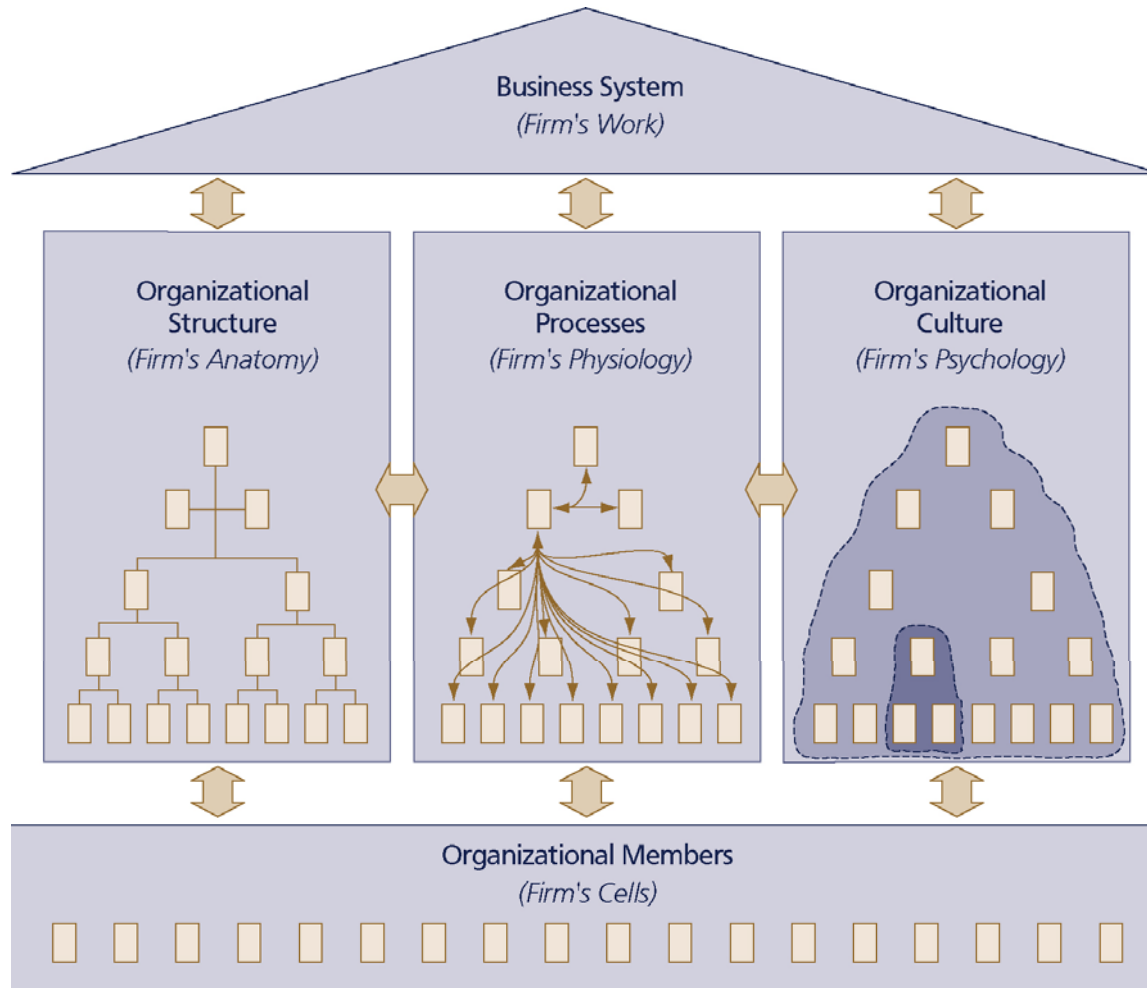 Business System
(Firm's Work)
Organizational
Structure
(Firm's Anatomy)
Organizational
Processes
(Firm's Physiology)
Organizational
Culture
(Firm's Psychology)
Organizational Members
(Firm's Cells)